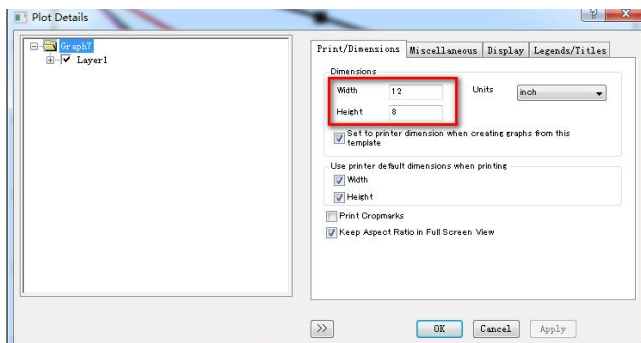 Plot Details
Graph7
Layer1
Print/Dimensions Miscellaneous Display Legends/Titles
Dimensions
Width 12 Units inch
Height 8
Set to printer dimension when creating graphs from this
template
Use printer default dimensions when printing
Width
Height
Print Cropmarks
Keep Aspect Ratio in Full Screen View
>> OK Cancel Apply